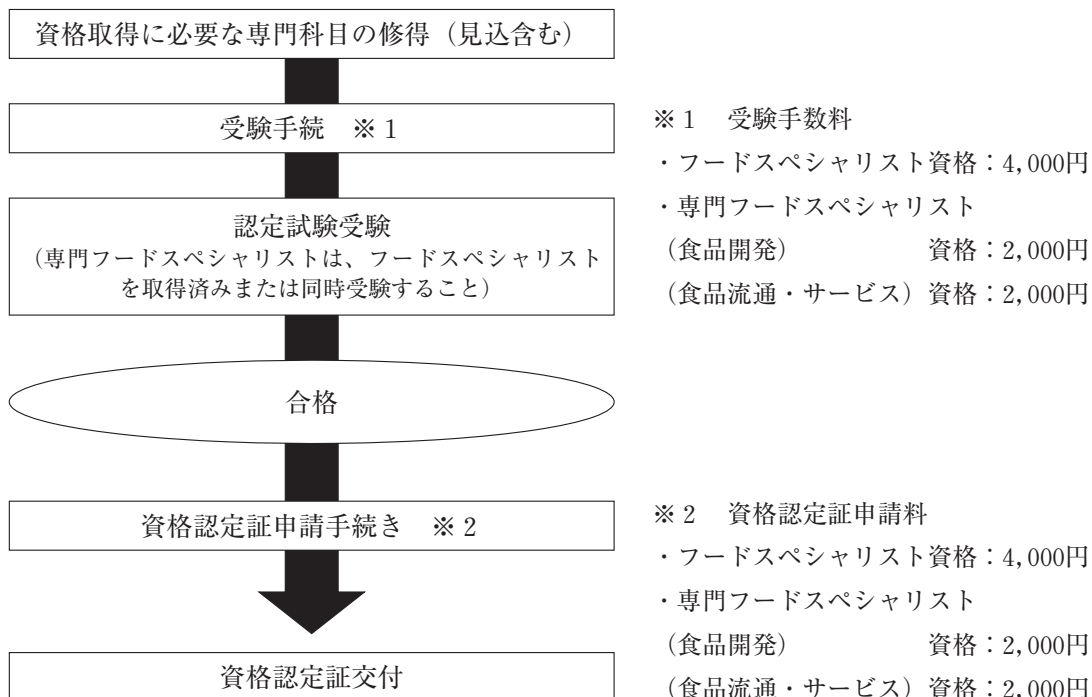 資格取得に必要な専門科目の修得（見込含む）
受験手続　※１
※１　受験手数料
・フードスペシャリスト資格：4,000円
・専門フードスペシャリスト
（食品開発）　　　　　資格：2,000円
（食品流通・サービス）資格：2,000円
認定試験受験
（専門フードスペシャリストは、フードスペシャリスト
を取得済みまたは同時受験すること）
合格
資格認定証申請手続き　※２
※２　資格認定証申請料
・フードスペシャリスト資格：4,000円
・専門フードスペシャリスト
（食品開発）　　　　　資格：2,000円
（食品流通・サービス）資格：2,000円
資格認定証交付